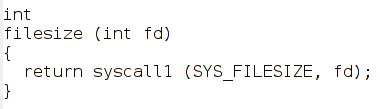 int
filesize (int fd)
{
  return syscall1 (SYS_FILESIZE, fd);
}